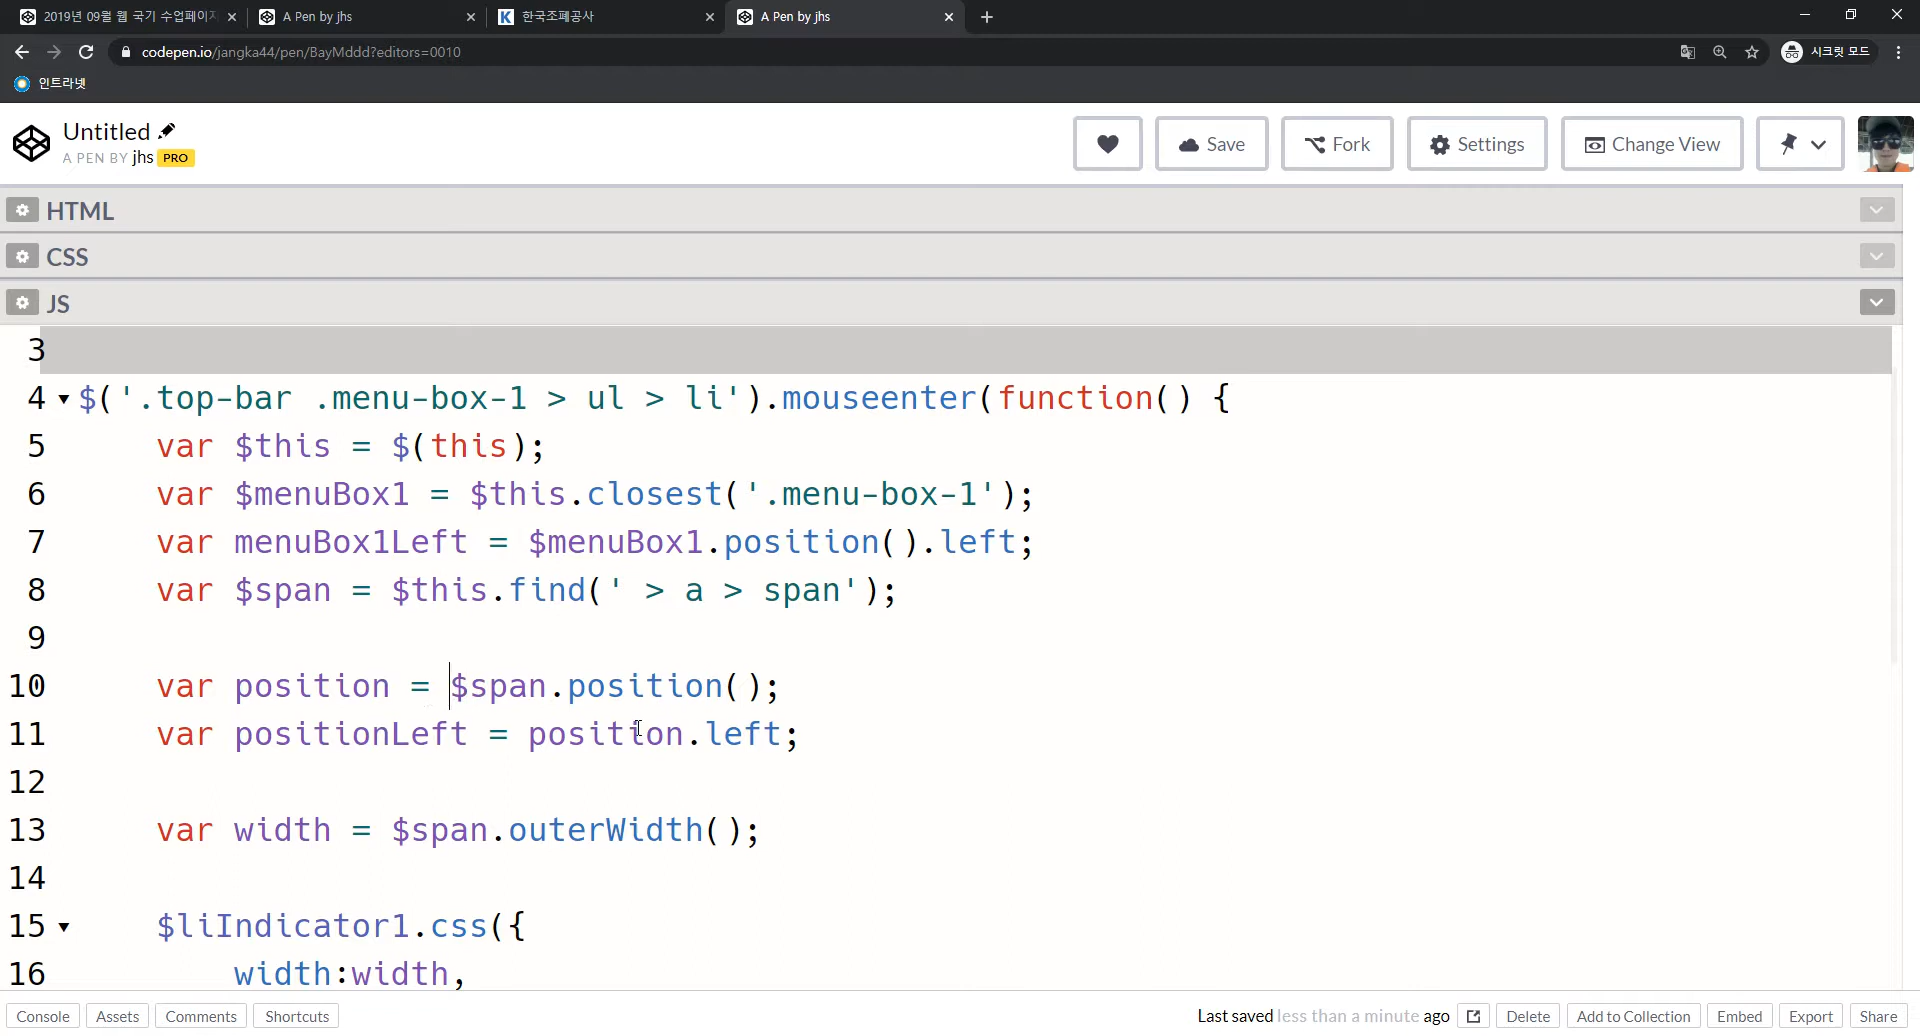 2019년 09월 웹 국기 수업페이지
A Pen by jhs
한국조폐공사
A Pen by jhs
codepen.io/jangka44/pen/BayMddd?editors=0010
시크릿 모드
인트라넷
Untitled
A PEN BY jhs PRO
Save
Fork
Settings
Change View
HTML
CSS
JS
3
4 $('.top-bar .menu-box-1 > ul > li').mouseenter(function() {
5 var $this = $(this);
6 var $menuBox1 = $this.closest('.menu-box-1');
7 var menuBox1Left = $menuBox1.position().left;
8 var $span = $this.find(' > a > span');
9
10 var position = $span.position();
11 var positionLeft = position.left;
12
13 var width = $span.outerWidth();
14
15 $liIndicator1.css({
16 width:width,
Console Assets Comments Shortcuts Last saved less than a minute ago Delete Add to Collection Embed Export Share